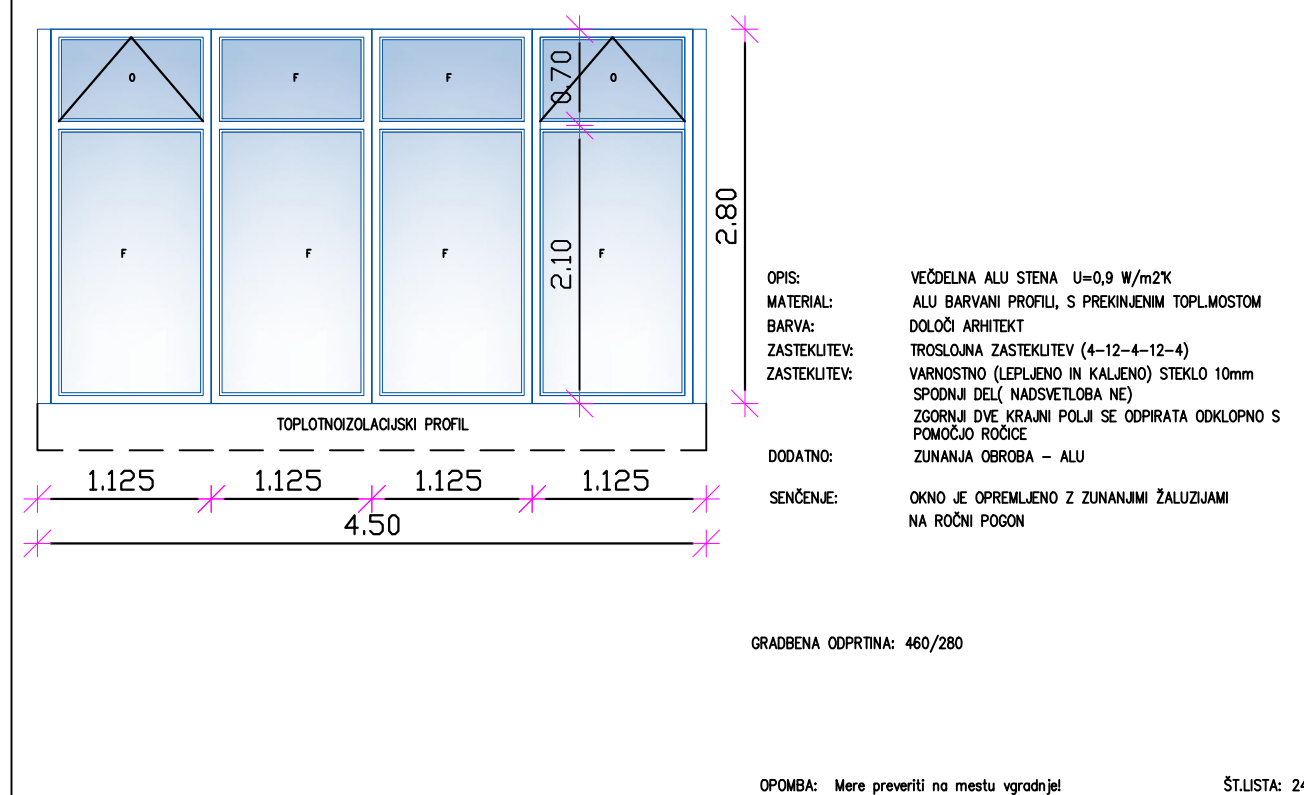 O F F O
0.70
F F F F
2.10
2.80
TOPLOTNOIZOLACIJSKI PROFIL
1.125 1.125 1.125 1.125
4.50
OPIS: VEČDELNA ALU STENA U=0,9 W/m2°K
MATERIAL: ALU BARVANI PROFILI, S PREKINJENIM TOPL.MOSTOM
BARVA: DOLOČI ARHITEKT
ZASTEKLITEV: TROSLOJNA ZASTEKLITEV (4-12-4-12-4)
ZASTEKLITEV: VARNOSTNO (LEPLJENO IN KALJENO) STEKLO 10mm
SPODNJI DEL( NADSVETLOBA NE)
ZGORNJI DVE KRAJNI POLJI SE ODPIRATA ODKLOPNO S
POMOČJO ROČICE
DODATNO: ZUNANJA OBROBA - ALU
SENČENJE: OKNO JE OPREMLJENO Z ZUNANJIMI ŽALUZIJAMI
NA ROČNI POGON
GRADBENA ODPRTINA: 460/280
OPOMBA: Mere preveriti na mestu vgradnje! ŠT.LISTA: 24